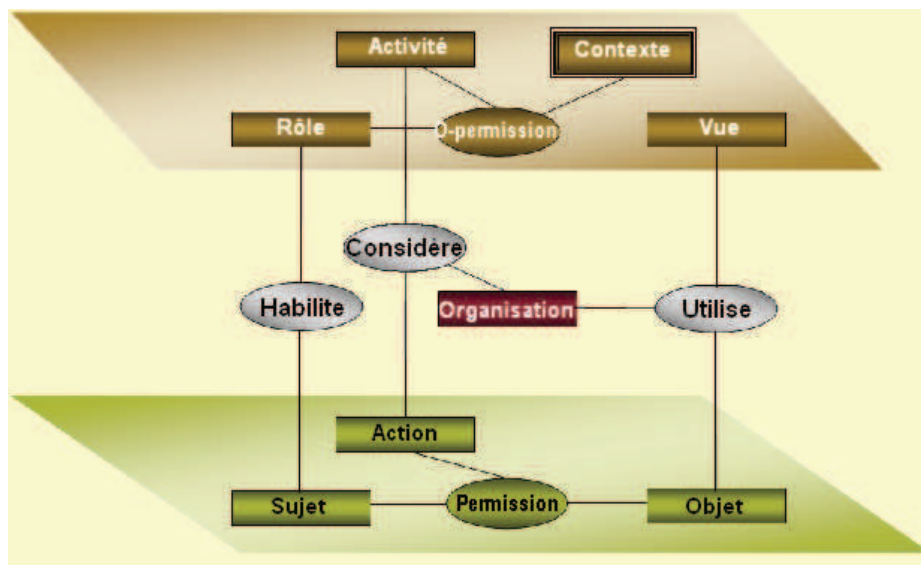 Activité
Contexte
Rôle
O-permission
Vue
Considère
Habilite
Organisation
Utilise
Action
Sujet
Permission
Objet